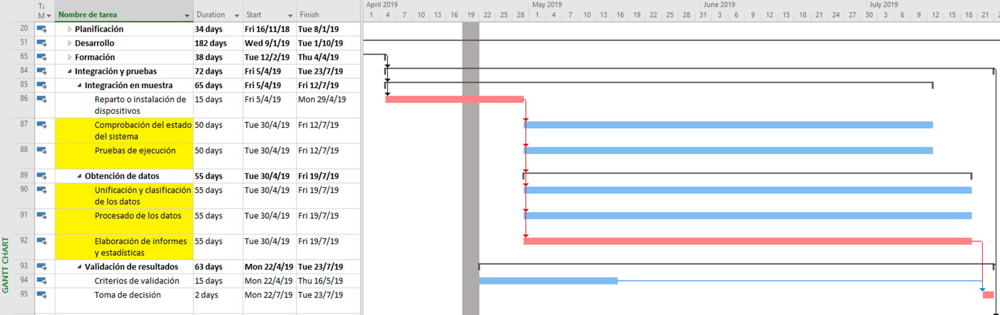 April 2019 May 2019 June 2019 July 2019
Nombre de tarea Duration Start Finish
M
1 4 7 10 13 16 19 22 25 28 1 4 7 10 13 16 19 22 25 28 31 3 6 9 12 15 18 21 24 27 30 3 6 9 12 15 18 21
20 Planificación 34 days Fri 16/11/18 Tue 8/1/19
51 Desarrollo 182 days Wed 9/1/19 Tue 1/10/19
65 Formación 38 days Tue 12/2/19 Thu 4/4/19
84 Integración y pruebas 72 days Fri 5/4/19 Tue 23/7/19
85 Integración en muestra 65 days Fri 5/4/19 Fri 12/7/19
86 Reparto o instalación de 15 days Fri 5/4/19 Mon 29/4/19
dispositivos
87 Comprobación del estado 50 days Tue 30/4/19 Fri 12/7/19
del sistema
88 Pruebas de ejecución 50 days Tue 30/4/19 Fri 12/7/19
89 Obtención de datos 55 days Tue 30/4/19 Fri 19/7/19
90 Unificación y clasificación 55 days Tue 30/4/19 Fri 19/7/19
de los datos
91 Procesado de los datos 55 days Tue 30/4/19 Fri 19/7/19
92 Elaboración de informes 55 days Tue 30/4/19 Fri 19/7/19
y estadísticas
93 Validación de resultados 63 days Mon 22/4/19 Tue 23/7/19
94 Criterios de validación 15 days Mon 22/4/19 Thu 16/5/19
95 Toma de decisión 2 days Mon 22/7/19 Tue 23/7/19
GANTT CHART